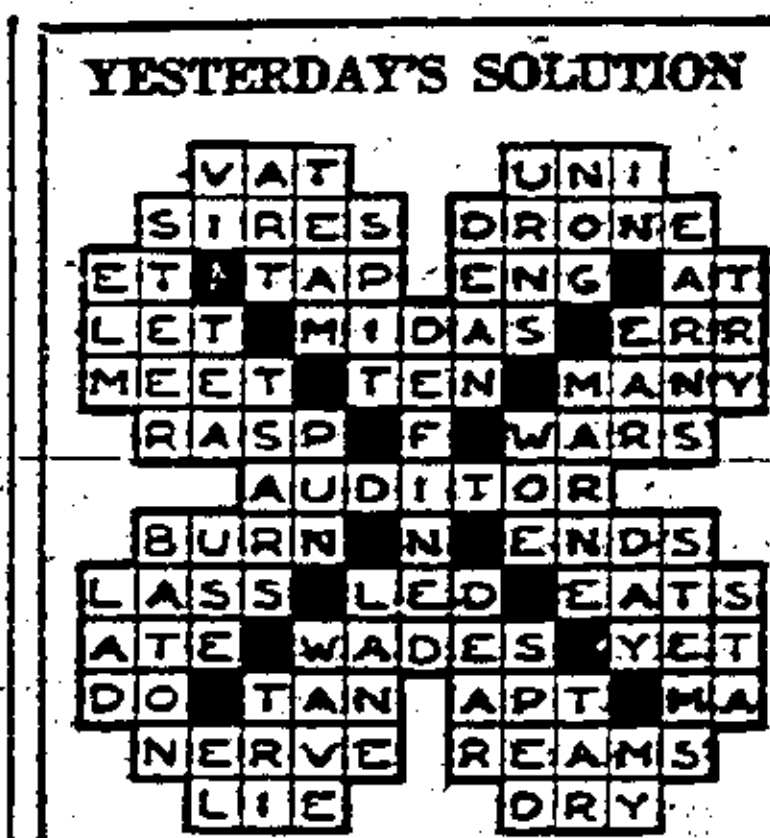 YESTERDAY'S SOLUTION
VAT UNI
SIRES DRONE
ET TAP ENG AT
LET MIDAS ERR
MEET TEN MANY
RASP F WARS
AUDITOR
BURN N ENDS
LASS LED EATS
ATE WADES YET
DO TAN APT MA
NERVE REAMS
LIE DRY